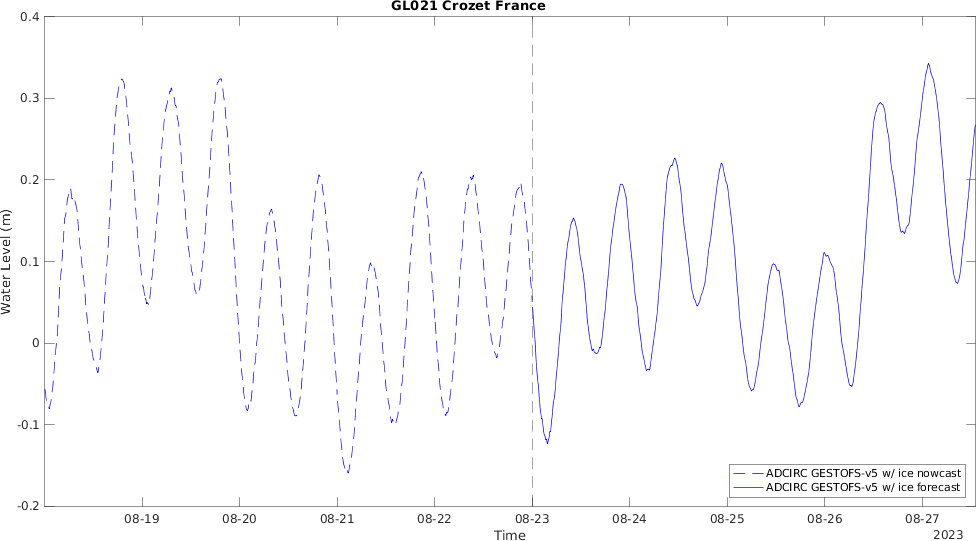 GL021 Crozet France
0.4
0.3
0.2
0.1
0
-0.1
-0.2
Water Level (m)
ADCIRC GESTOFS-v5 w/ ice nowcast
ADCIRC GESTOFS-v5 w/ ice forecast
08-19 08-20 08-21 08-22 08-23 08-24 08-25 08-26 08-27
Time
2023